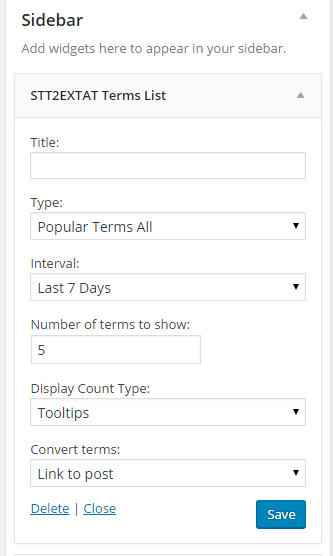 Sidebar
Add widgets here to appear in your sidebar.
STT2EXTAT Terms List
Title:
Type:
Popular Terms All
Interval:
Last 7 Days
Number of terms to show:
5
Display Count Type:
Tooltips
Convert terms:
Link to post
Delete | Close
Save